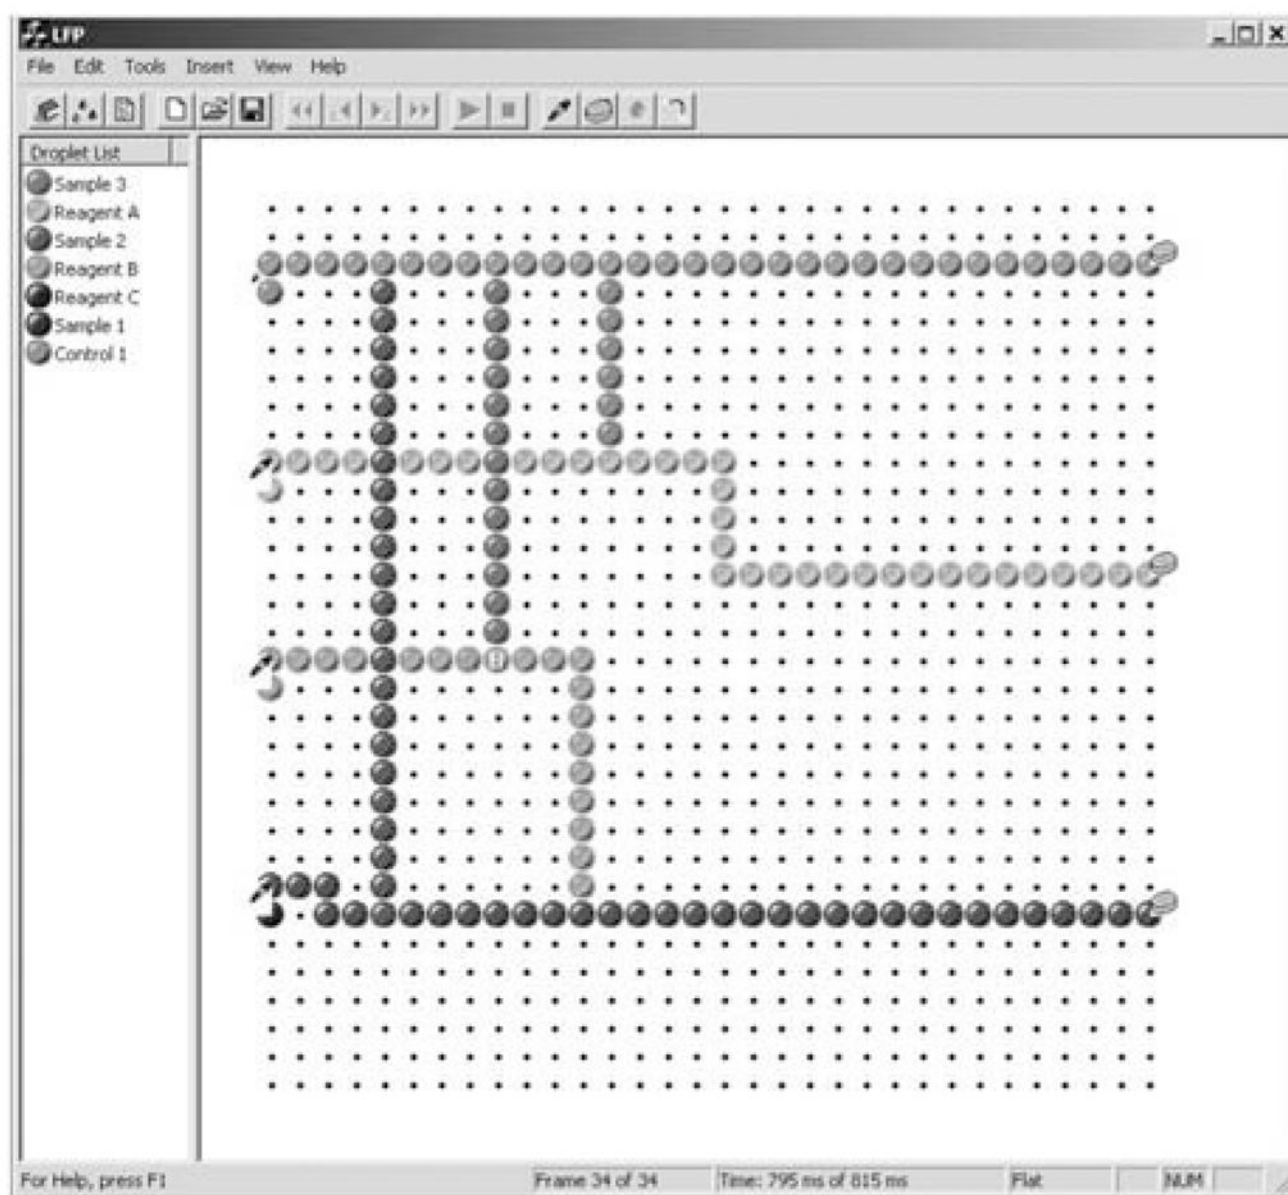 LFP
File Edit Tools Insert View Help
Droplet List
Sample 3
Reagent A
Sample 2
Reagent B
Reagent C
Sample 1
Control 1
For Help, press F1 Frame 34 of 34 Time: 795 ms of 815 ms Flat NUM